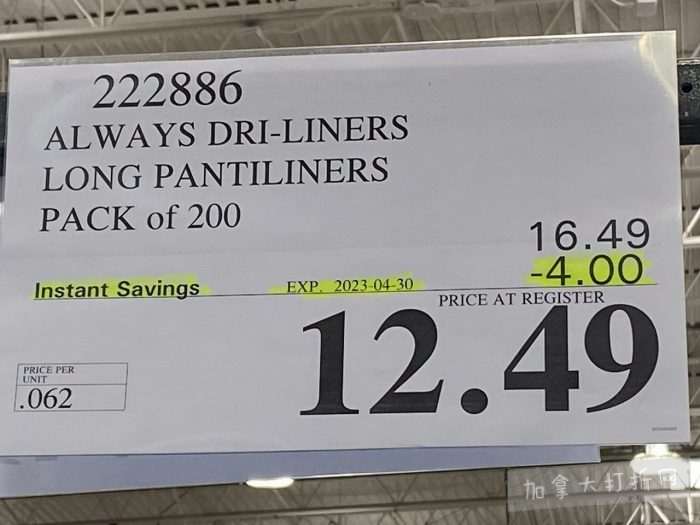 222886
ALWAYS DRI-LINERS
LONG PANTILINERS
PACK of 200
16.49
Instant Savings EXP. 2023-04-30 -4.00
PRICE AT REGISTER
12.49
PRICE PER
UNIT
.062
加拿大打折网